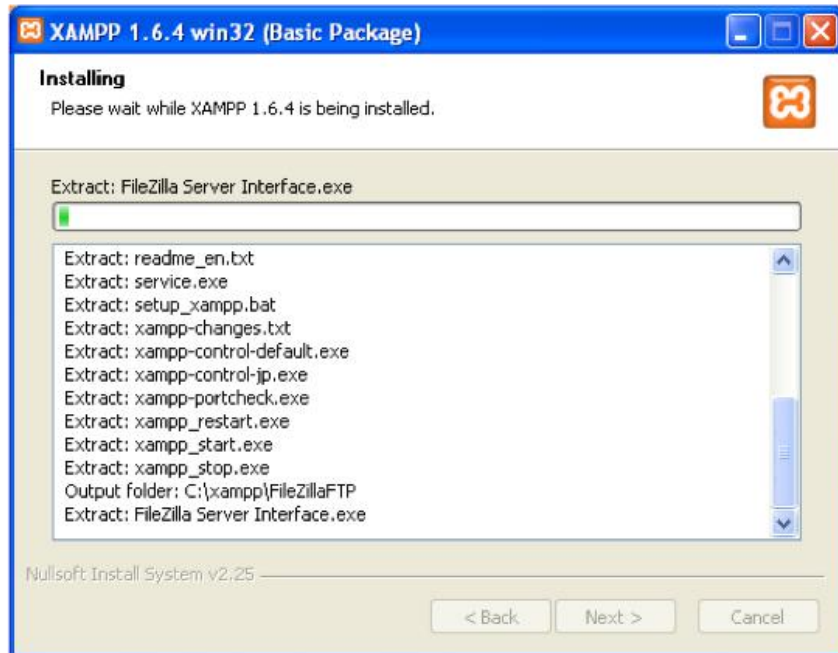 XAMPP 1.6.4 win32 (Basic Package)
Installing
Please wait while XAMPP 1.6.4 is being installed.
Extract: FileZilla Server Interface.exe
Extract: readme_en.txt
Extract: service.exe
Extract: setup_xampp.bat
Extract: xampp-changes.txt
Extract: xampp-control-default.exe
Extract: xampp-control-jp.exe
Extract: xampp-portcheck.exe
Extract: xampp_restart.exe
Extract: xampp_start.exe
Extract: xampp_stop.exe
Output folder: C:\xampp\FileZillaFTP
Extract: FileZilla Server Interface.exe
Nullsoft Install System v2.25
< Back Next > Cancel